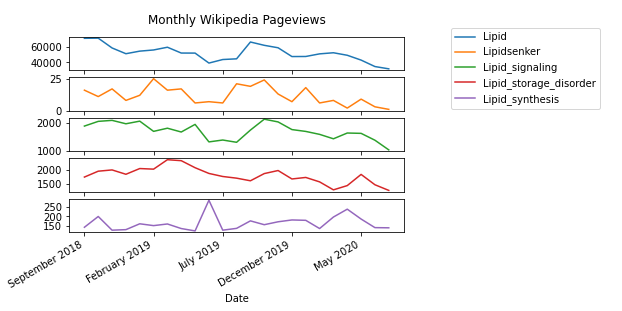 Monthly Wikipedia Pageviews
60000
40000
25
0
2000
1000
2000
1500
250
200
150
September 2018
February 2019
July 2019
December 2019
May 2020
Date
Lipid
Lipidsenker
Lipid_signaling
Lipid_storage_disorder
Lipid_synthesis